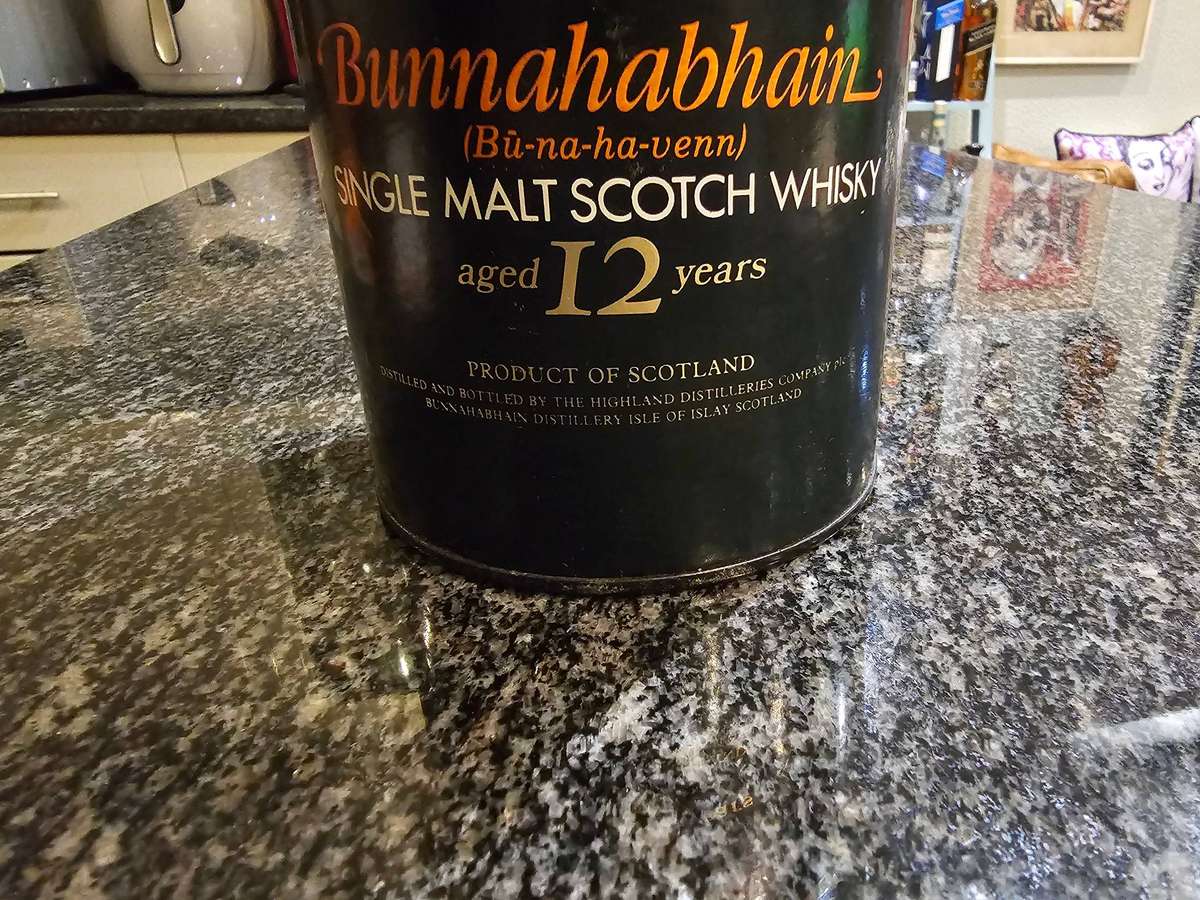 Bunnahabhain
(Bū-na-ha-venn)
SINGLE MALT SCOTCH WHISKY
aged 12 years
PRODUCT OF SCOTLAND
DISTILLED AND BOTTLED BY THE HIGHLAND DISTILLERIES COMPANY plc
BUNNAHABHAIN DISTILLERY ISLE OF ISLAY SCOTLAND